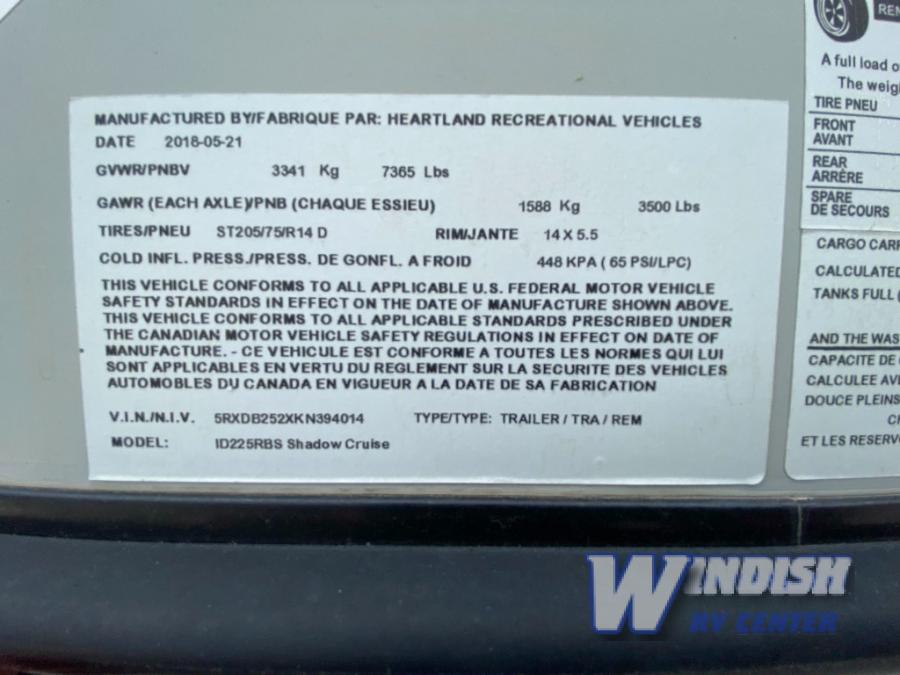 MANUFACTURED BY/FABRIQUE PAR: HEARTLAND RECREATIONAL VEHICLES
DATE 2018-05-21
GVWR/PNBV 3341 Kg 7365 Lbs
GAWR (EACH AXLE)/PNB (CHAQUE ESSIEU) 1588 Kg 3500 Lbs
TIRES/PNEU ST205/75/R14 D RIM/JANTE 14 X 5.5
COLD INFL. PRESS./PRESS. DE GONFL. A FROID 448 KPA ( 65 PSI/LPC)
THIS VEHICLE CONFORMS TO ALL APPLICABLE U.S. FEDERAL MOTOR VEHICLE
SAFETY STANDARDS IN EFFECT ON THE DATE OF MANUFACTURE SHOWN ABOVE.
THIS VEHICLE CONFORMS TO ALL APPLICABLE STANDARDS PRESCRIBED UNDER
THE CANADIAN MOTOR VEHICLE SAFETY REGULATIONS IN EFFECT ON DATE OF
MANUFACTURE. - CE VEHICULE EST CONFORME A TOUTES LES NORMES QUI LUI
SONT APPLICABLES EN VERTU DU REGLEMENT SUR LA SECURITE DES VEHICLES
AUTOMOBILES DU CANADA EN VIGUEUR A LA DATE DE SA FABRICATION
V.I.N./N.I.V. 5RXDB252XKN394014 TYPE/TYPE: TRAILER / TRA / REM
MODEL: ID225RBS Shadow Cruise
A full load o
The weig
TIRE PNEU
FRONT
AVANT
REAR
ARRÈRE
SPARE
DE SECOURS
CARGO CARR
CALCULATED
TANKS FULL (
AND THE WAS
CAPACITE DE
CALCULEE AVE
DOUCE PLEINS
ET LES RESERV
WINDISH
RV CENTER